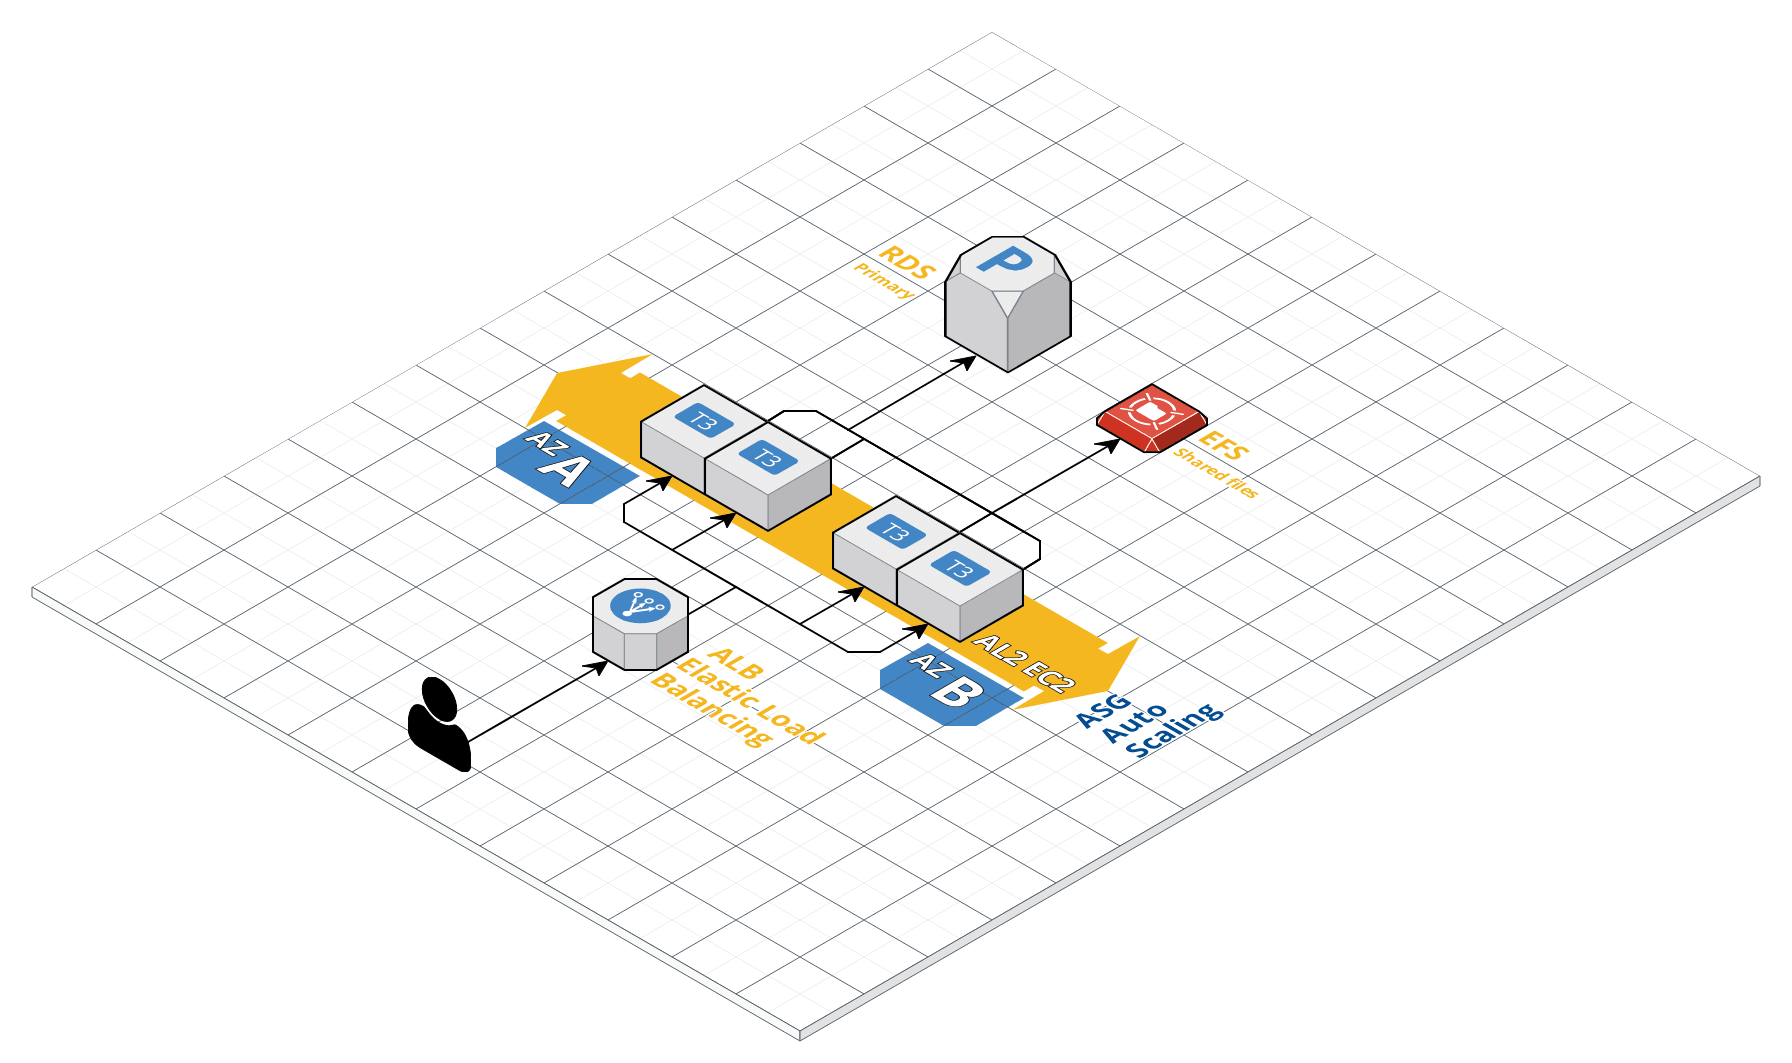 RDS
Primary
P
EFS
Shared files
T3
T3
T3
T3
AZ A
AZ B
AL2 EC2
ASG
Auto
Scaling
ALB
Elastic-Load
Balancing